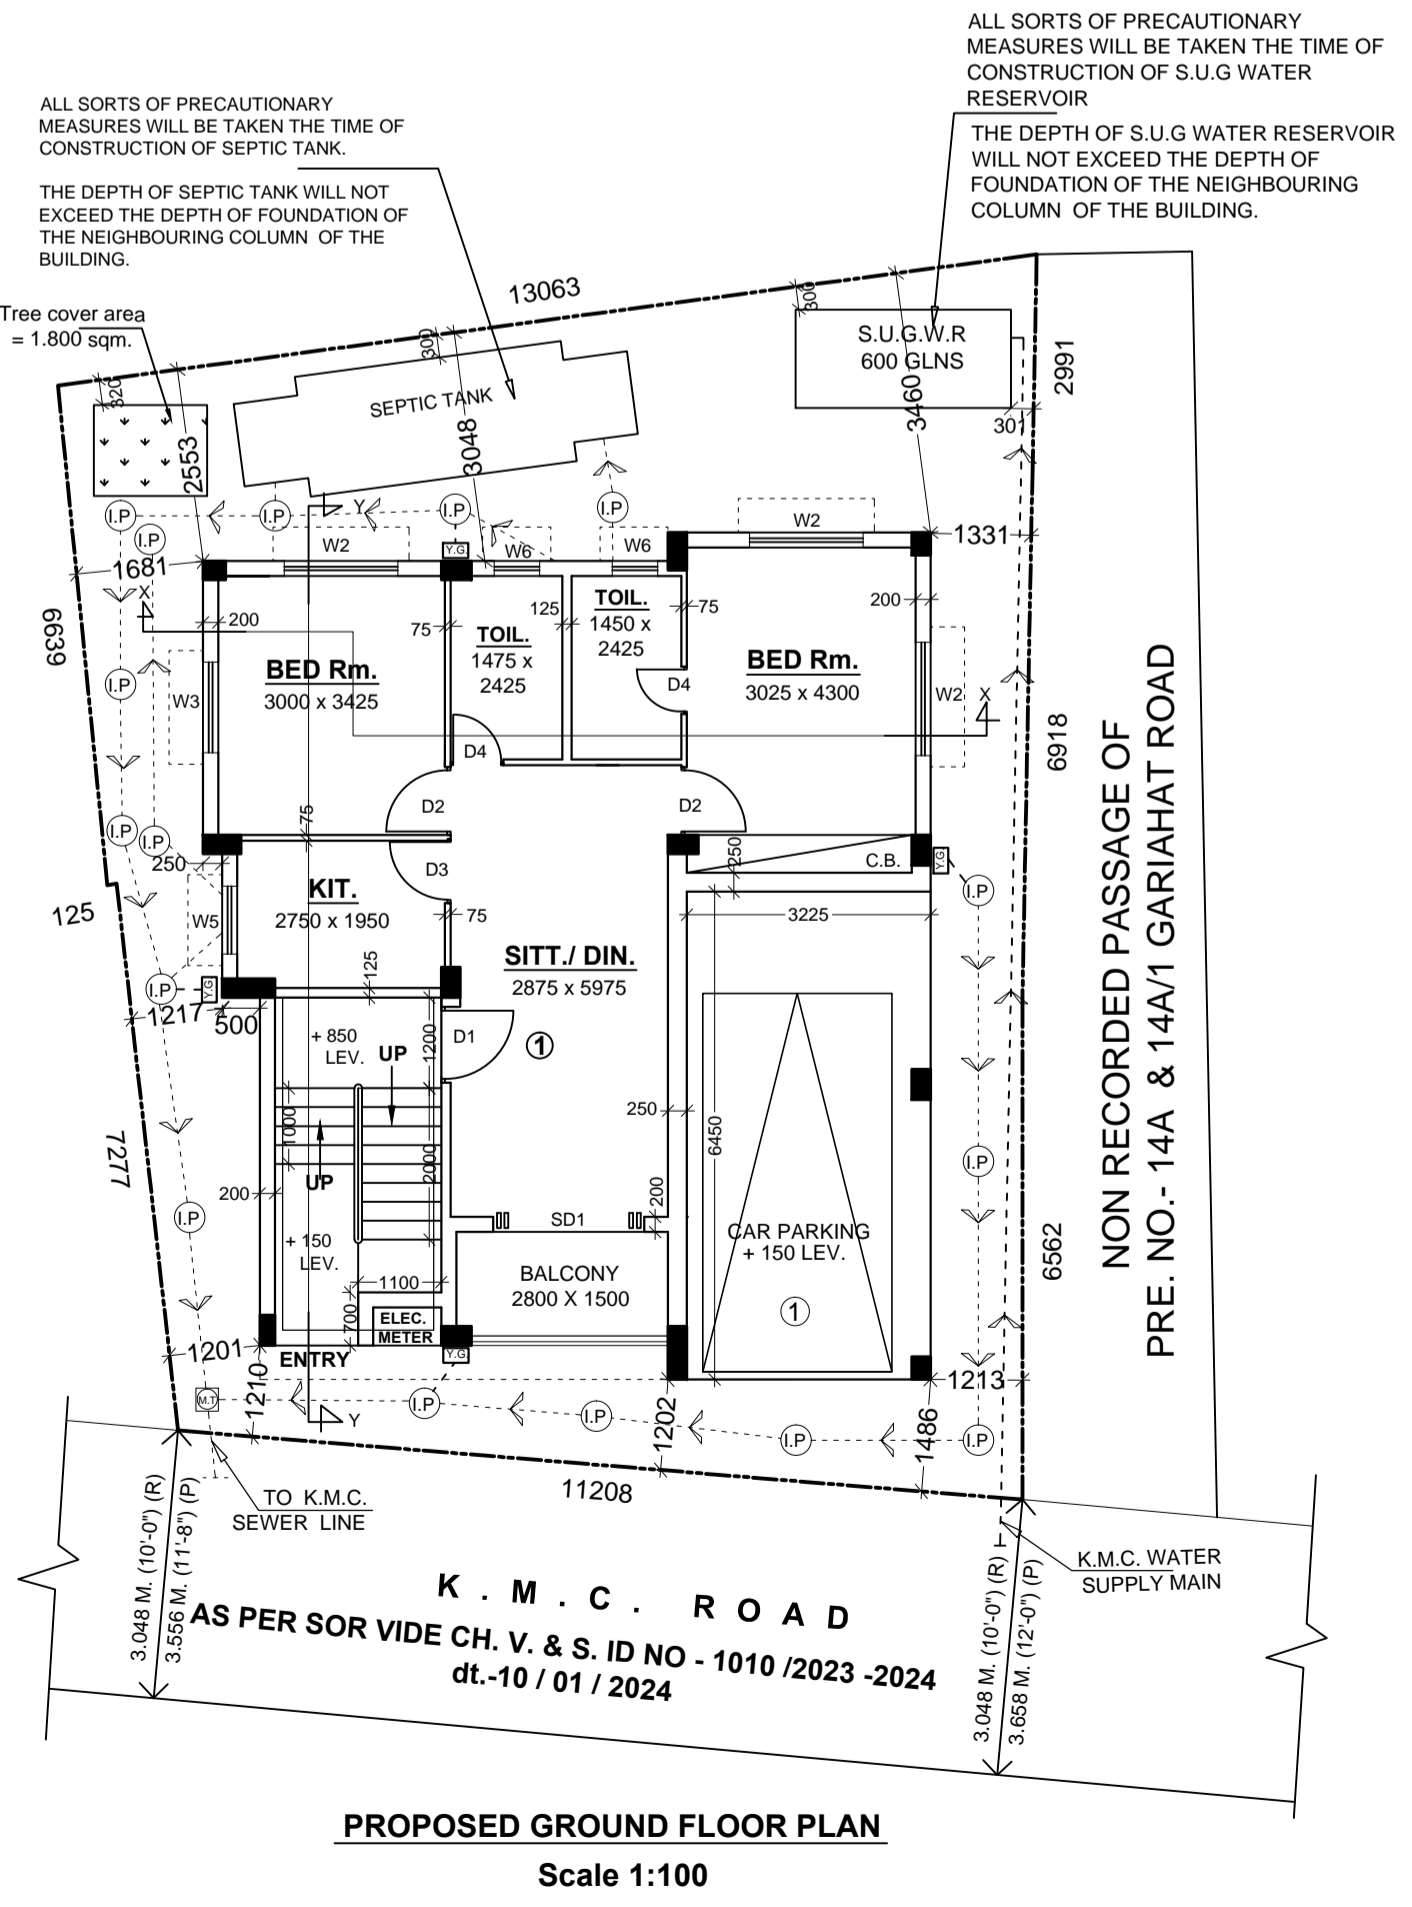 ALL SORTS OF PRECAUTIONARY
MEASURES WILL BE TAKEN THE TIME OF
CONSTRUCTION OF S.U.G WATER
RESERVOIR
THE DEPTH OF S.U.G WATER RESERVOIR
WILL NOT EXCEED THE DEPTH OF
FOUNDATION OF THE NEIGHBOURING
COLUMN OF THE BUILDING.
ALL SORTS OF PRECAUTIONARY
MEASURES WILL BE TAKEN THE TIME OF
CONSTRUCTION OF SEPTIC TANK.
THE DEPTH OF SEPTIC TANK WILL NOT
EXCEED THE DEPTH OF FOUNDATION OF
THE NEIGHBOURING COLUMN OF THE
BUILDING.
Tree cover area
= 1.800 sqm.
13063
300
300
320
S.U.G.W.R
600 GLNS
2991
SEPTIC TANK
2553
3048
3460
301
I.P
I.P
I.P
I.P
I.P
Y
W2
Y.G.
W6
W6
W2
1331
1681
X
200
75
125
75
200
TOIL.
1475 x
2425
TOIL.
1450 x
2425
BED Rm.
3000 x 3425
BED Rm.
3025 x 4300
6639
I.P
W3
D4
D4
W2
X
6918
D2
D2
75
I.P
I.P
250
D3
250
C.B.
Y.G.
I.P
KIT.
2750 x 1950
W5
75
3225
125
SITT./ DIN.
2875 x 5975
125
I.P
Y.G.
1217
500
+ 850
LEV.
UP
1200
D1
1
7277
1000
2000
250
6450
I.P
UP
200
I.P
200
SD1
+ 150
LEV.
CAR PARKING
+ 150 LEV.
1
6562
1100
BALCONY
2800 X 1500
700
ELEC.
METER
Y.G.
1201
ENTRY
1210
M.T
Y
I.P
I.P
1202
I.P
1486
I.P
1213
11208
NON RECORDED PASSAGE OF
PRE. NO.- 14A & 14A/1 GARIAHAT ROAD
TO K.M.C.
SEWER LINE
3.048 M. (10'-0") (R)
3.556 M. (11'-8") (P)
K.M.C. WATER
SUPPLY MAIN
3.048 M. (10'-0") (R)
3.658 M. (12'-0") (P)
K . M . C . ROAD
AS PER SOR VIDE CH. V. & S. ID NO - 1010 /2023 -2024
dt.-10 / 01 / 2024
PROPOSED GROUND FLOOR PLAN
Scale 1:100